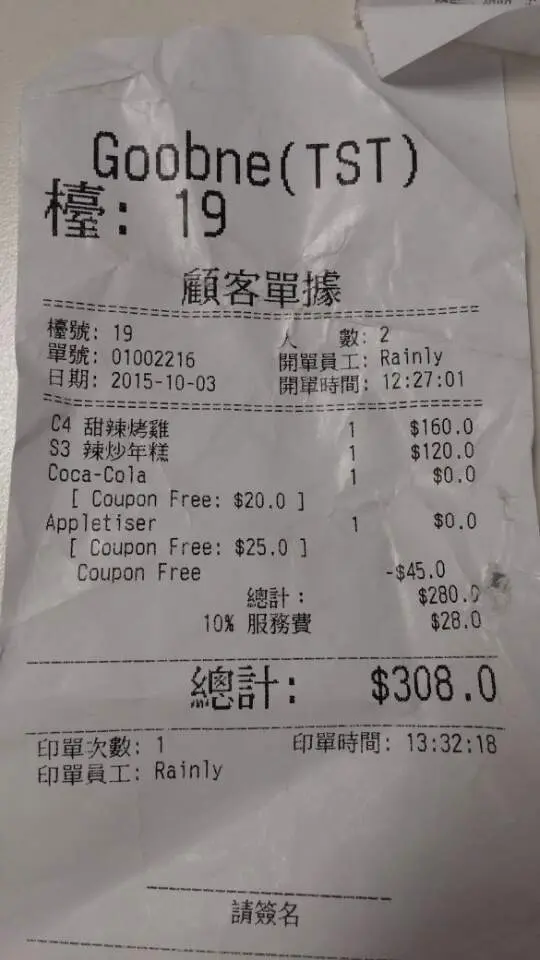 Goobne(TST)
檯: 19
顧客單據
檯號: 19 人 數: 2
單號: 01002216 開單員工: Rainly
日期: 2015-10-03 開單時間: 12:27:01
C4 甜辣烤雞 1 $160.0
S3 辣炒年糕 1 $120.0
Coca-Cola 1 $0.0
[ Coupon Free: $20.0 ]
Appletiser 1 $0.0
[ Coupon Free: $25.0 ]
Coupon Free -$45.0
總計: $280.0
10% 服務費 $28.0
總計: $308.0
印單次數: 1 印單時間: 13:32:18
印單員工: Rainly
請簽名